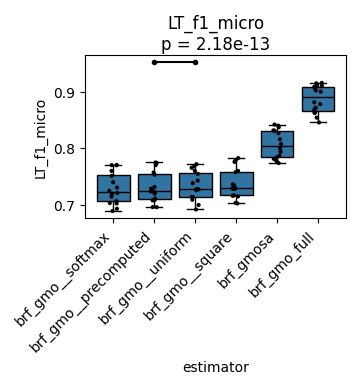 LT_f1_micro
p = 2.18e-13
LT_f1_micro
0.9
0.8
0.7
brf_gmo__softmax
brf_gmo__precomputed
brf_gmo__uniform
brf_gmo__square
brf_gmosa
brf_gmo_full
estimator